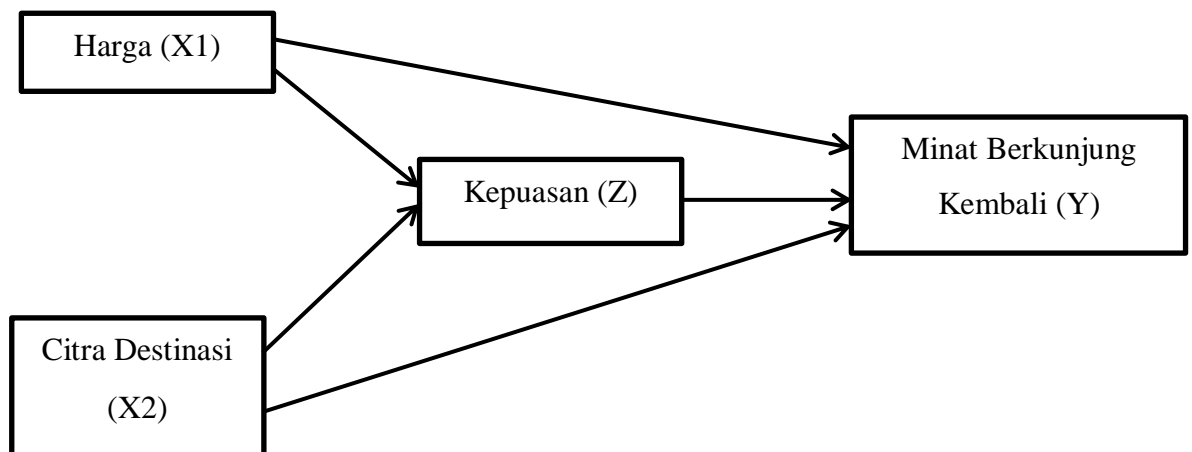 Harga (X1)
Minat Berkunjung
Kembali (Y)
Kepuasan (Z)
Citra Destinasi
(X2)